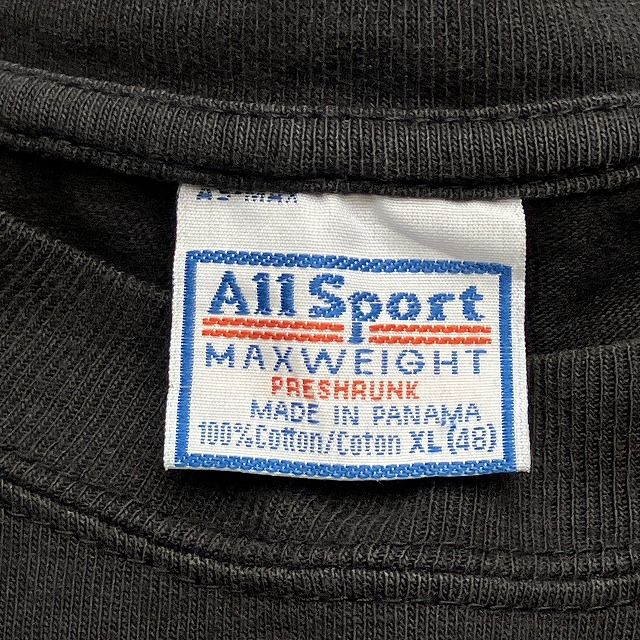 All Sport
MAXWEIGHT
PRESHRUNK
MADE IN PANAMA
100% Cotton/Coton XL (48)